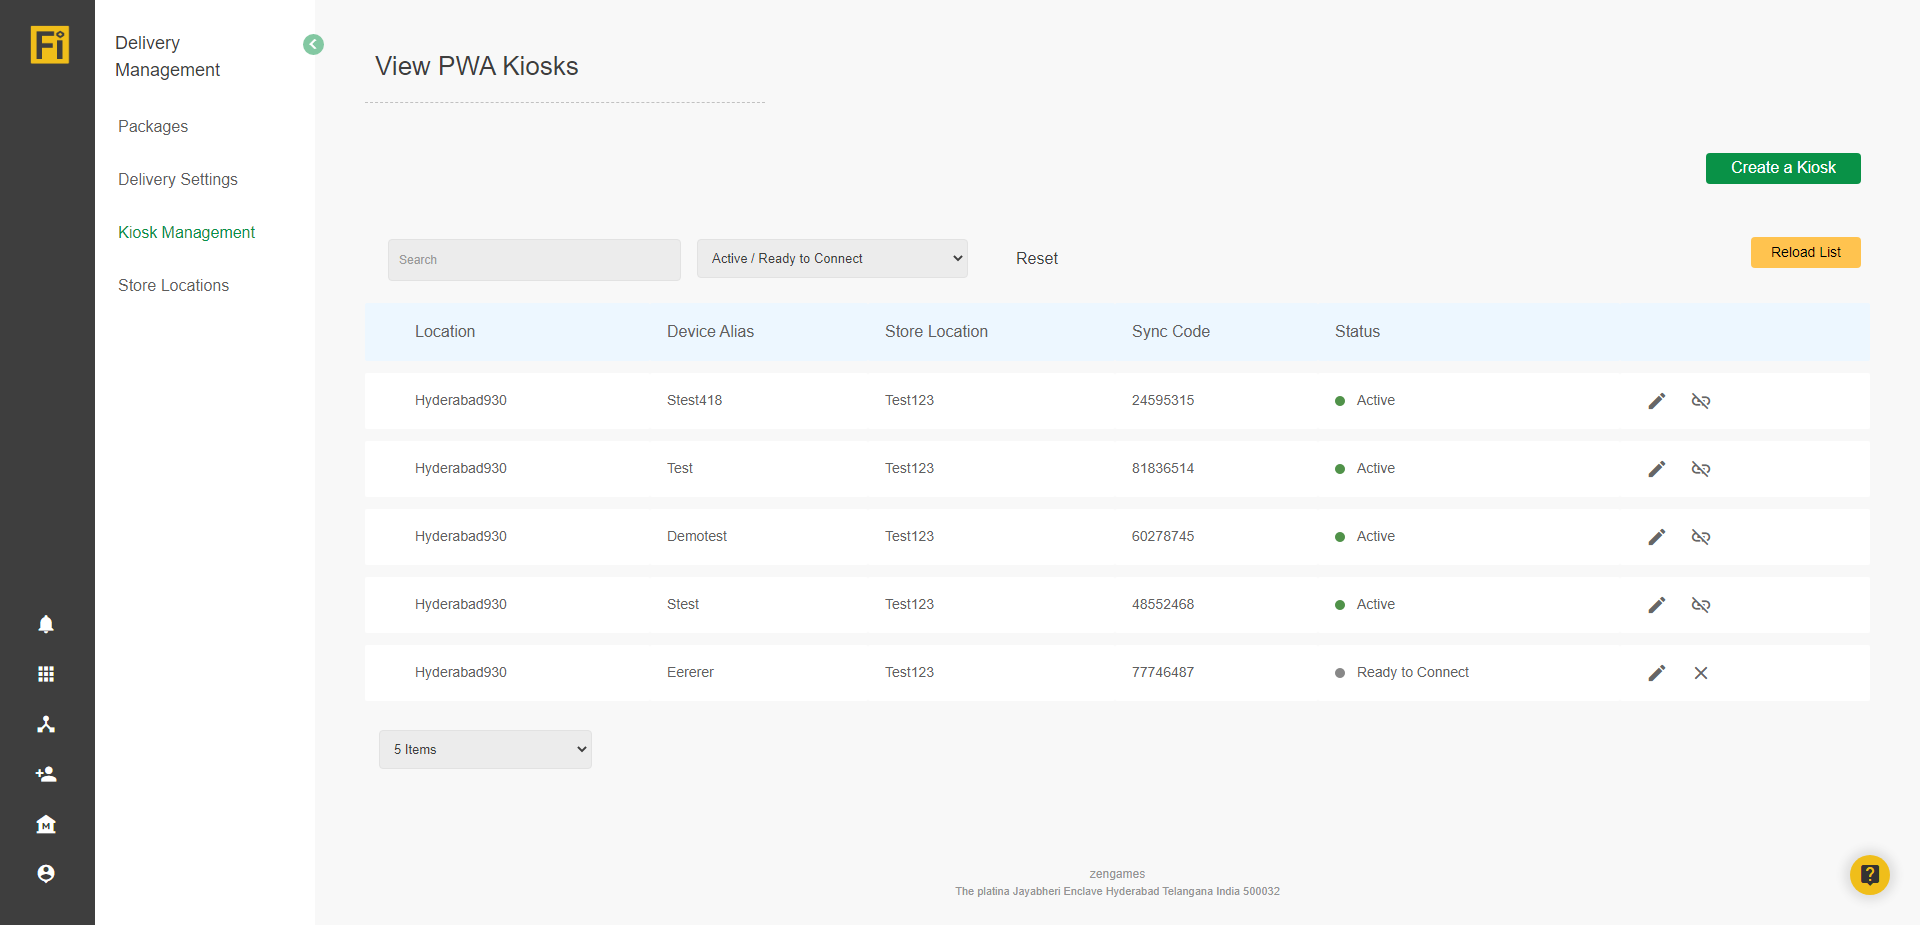 Fi
Delivery
Management
Packages
Delivery Settings
Kiosk Management
Store Locations
View PWA Kiosks
Create a Kiosk
Search
Active / Ready to Connect
Reset
Reload List
Location Device Alias Store Location Sync Code Status
Hyderabad930 Stest418 Test123 24595315 Active
Hyderabad930 Test Test123 81836514 Active
Hyderabad930 Demotest Test123 60278745 Active
Hyderabad930 Stest Test123 48552468 Active
Hyderabad930 Eererer Test123 77746487 Ready to Connect
5 Items
M
zengames
The platina Jayabheri Enclave Hyderabad Telangana India 500032
?